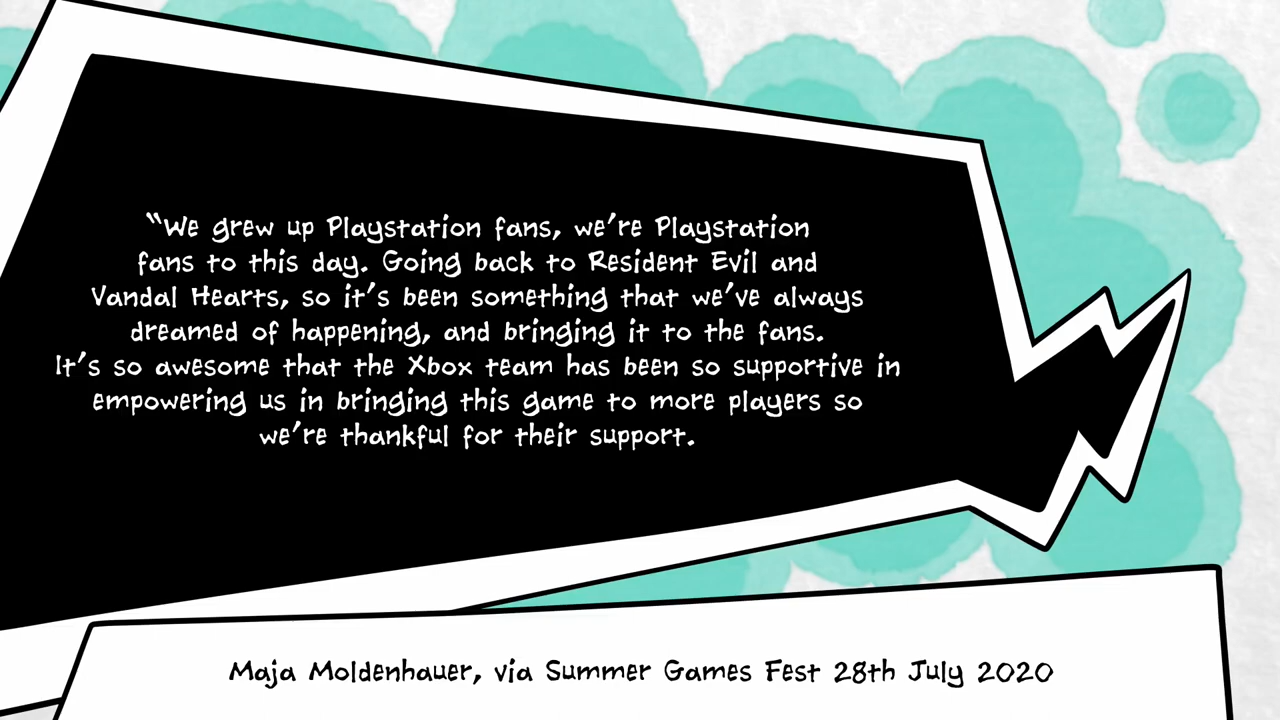 “We grew up Playstation fans, we’re Playstation
fans to this day. Going back to Resident Evil and
Vandal Hearts, so it’s been something that we’ve always
dreamed of happening, and bringing it to the fans.
It’s so awesome that the Xbox team has been so supportive in
empowering us in bringing this game to more players so
we’re thankful for their support.
Maja Moldenhauer, via Summer Games Fest 28th July 2020